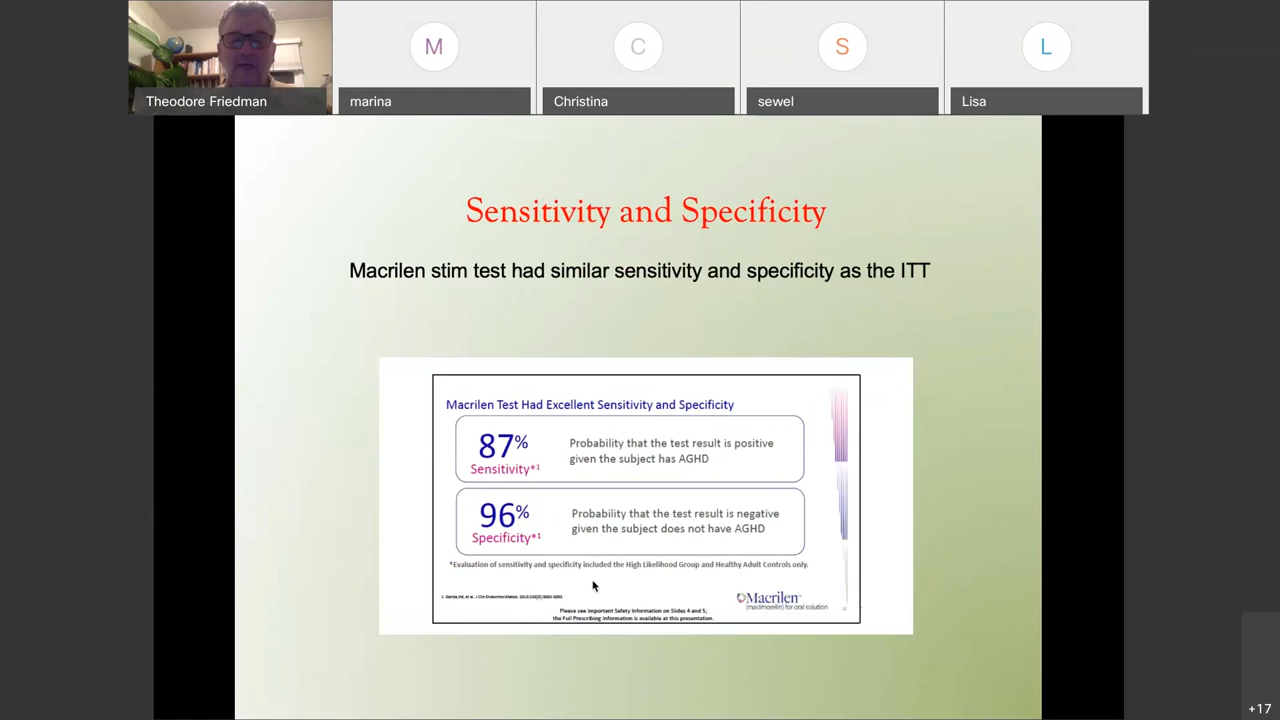 M
C
S
L
Theodore Friedman
marina
Christina
sewel
Lisa
Sensitivity and Specificity
Macrilen stim test had similar sensitivity and specificity as the ITT
Macrilen Test Had Excellent Sensitivity and Specificity
87%
Sensitivity*1
Probability that the test result is positive
given the subject has AGHD
96%
Specificity*1
Probability that the test result is negative
given the subject does not have AGHD
*Evaluation of sensitivity and specificity included the High Likelihood Group and Healthy Adult Controls only.
Macrilen™
(macimorelin) for oral solution
Please see Important Safety Information on Slides 4 and 5,
the Full Prescribing Information is available at this presentation.
+17